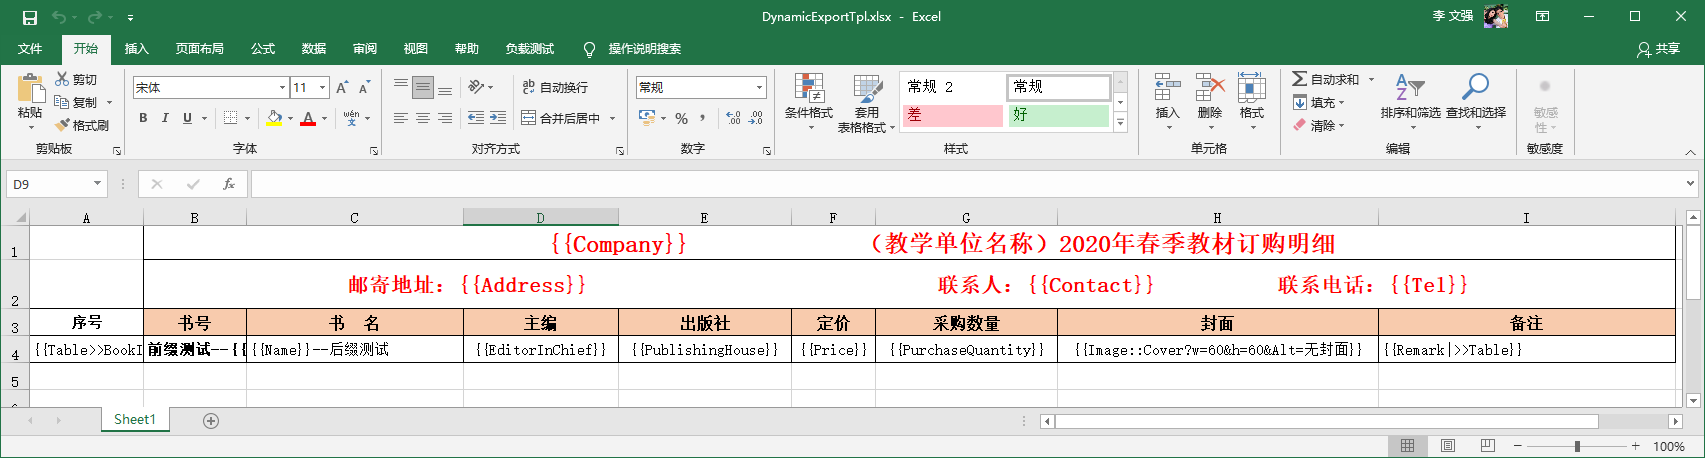 DynamicExportTpl.xlsx - Excel
李 文强
文件 开始 插入 页面布局 公式 数据 审阅 视图 帮助 负载测试 操作说明搜索 共享
粘贴 剪切 复制 格式刷 剪贴板
宋体 11 B I U A wén 字体
ab 自动换行 合并后居中 对齐方式
常规 % 数字
条件格式 套用 表格格式 常规 2 常规 差 好 样式
插入 删除 格式 单元格
自动求和 填充 清除 排序和筛选 查找和选择 编辑
敏感性 敏感度
D9 fx
A B C D E F G H I
1 {{Company}} （教学单位名称）2020年春季教材订购明细
2 邮寄地址：{{Address}} 联系人：{{Contact}} 联系电话：{{Tel}}
3 序号 书号 书 名 主编 出版社 定价 采购数量 封面 备注
4 {{Table>>BookI 前缀测试--{{ {{Name}}--后缀测试 {{EditorInChief}} {{PublishingHouse}} {{Price}} {{PurchaseQuantity}} {{Image::Cover?w=60&h=60&Alt=无封面}} {{Remark|>>Table}}
5
Sheet1
100%